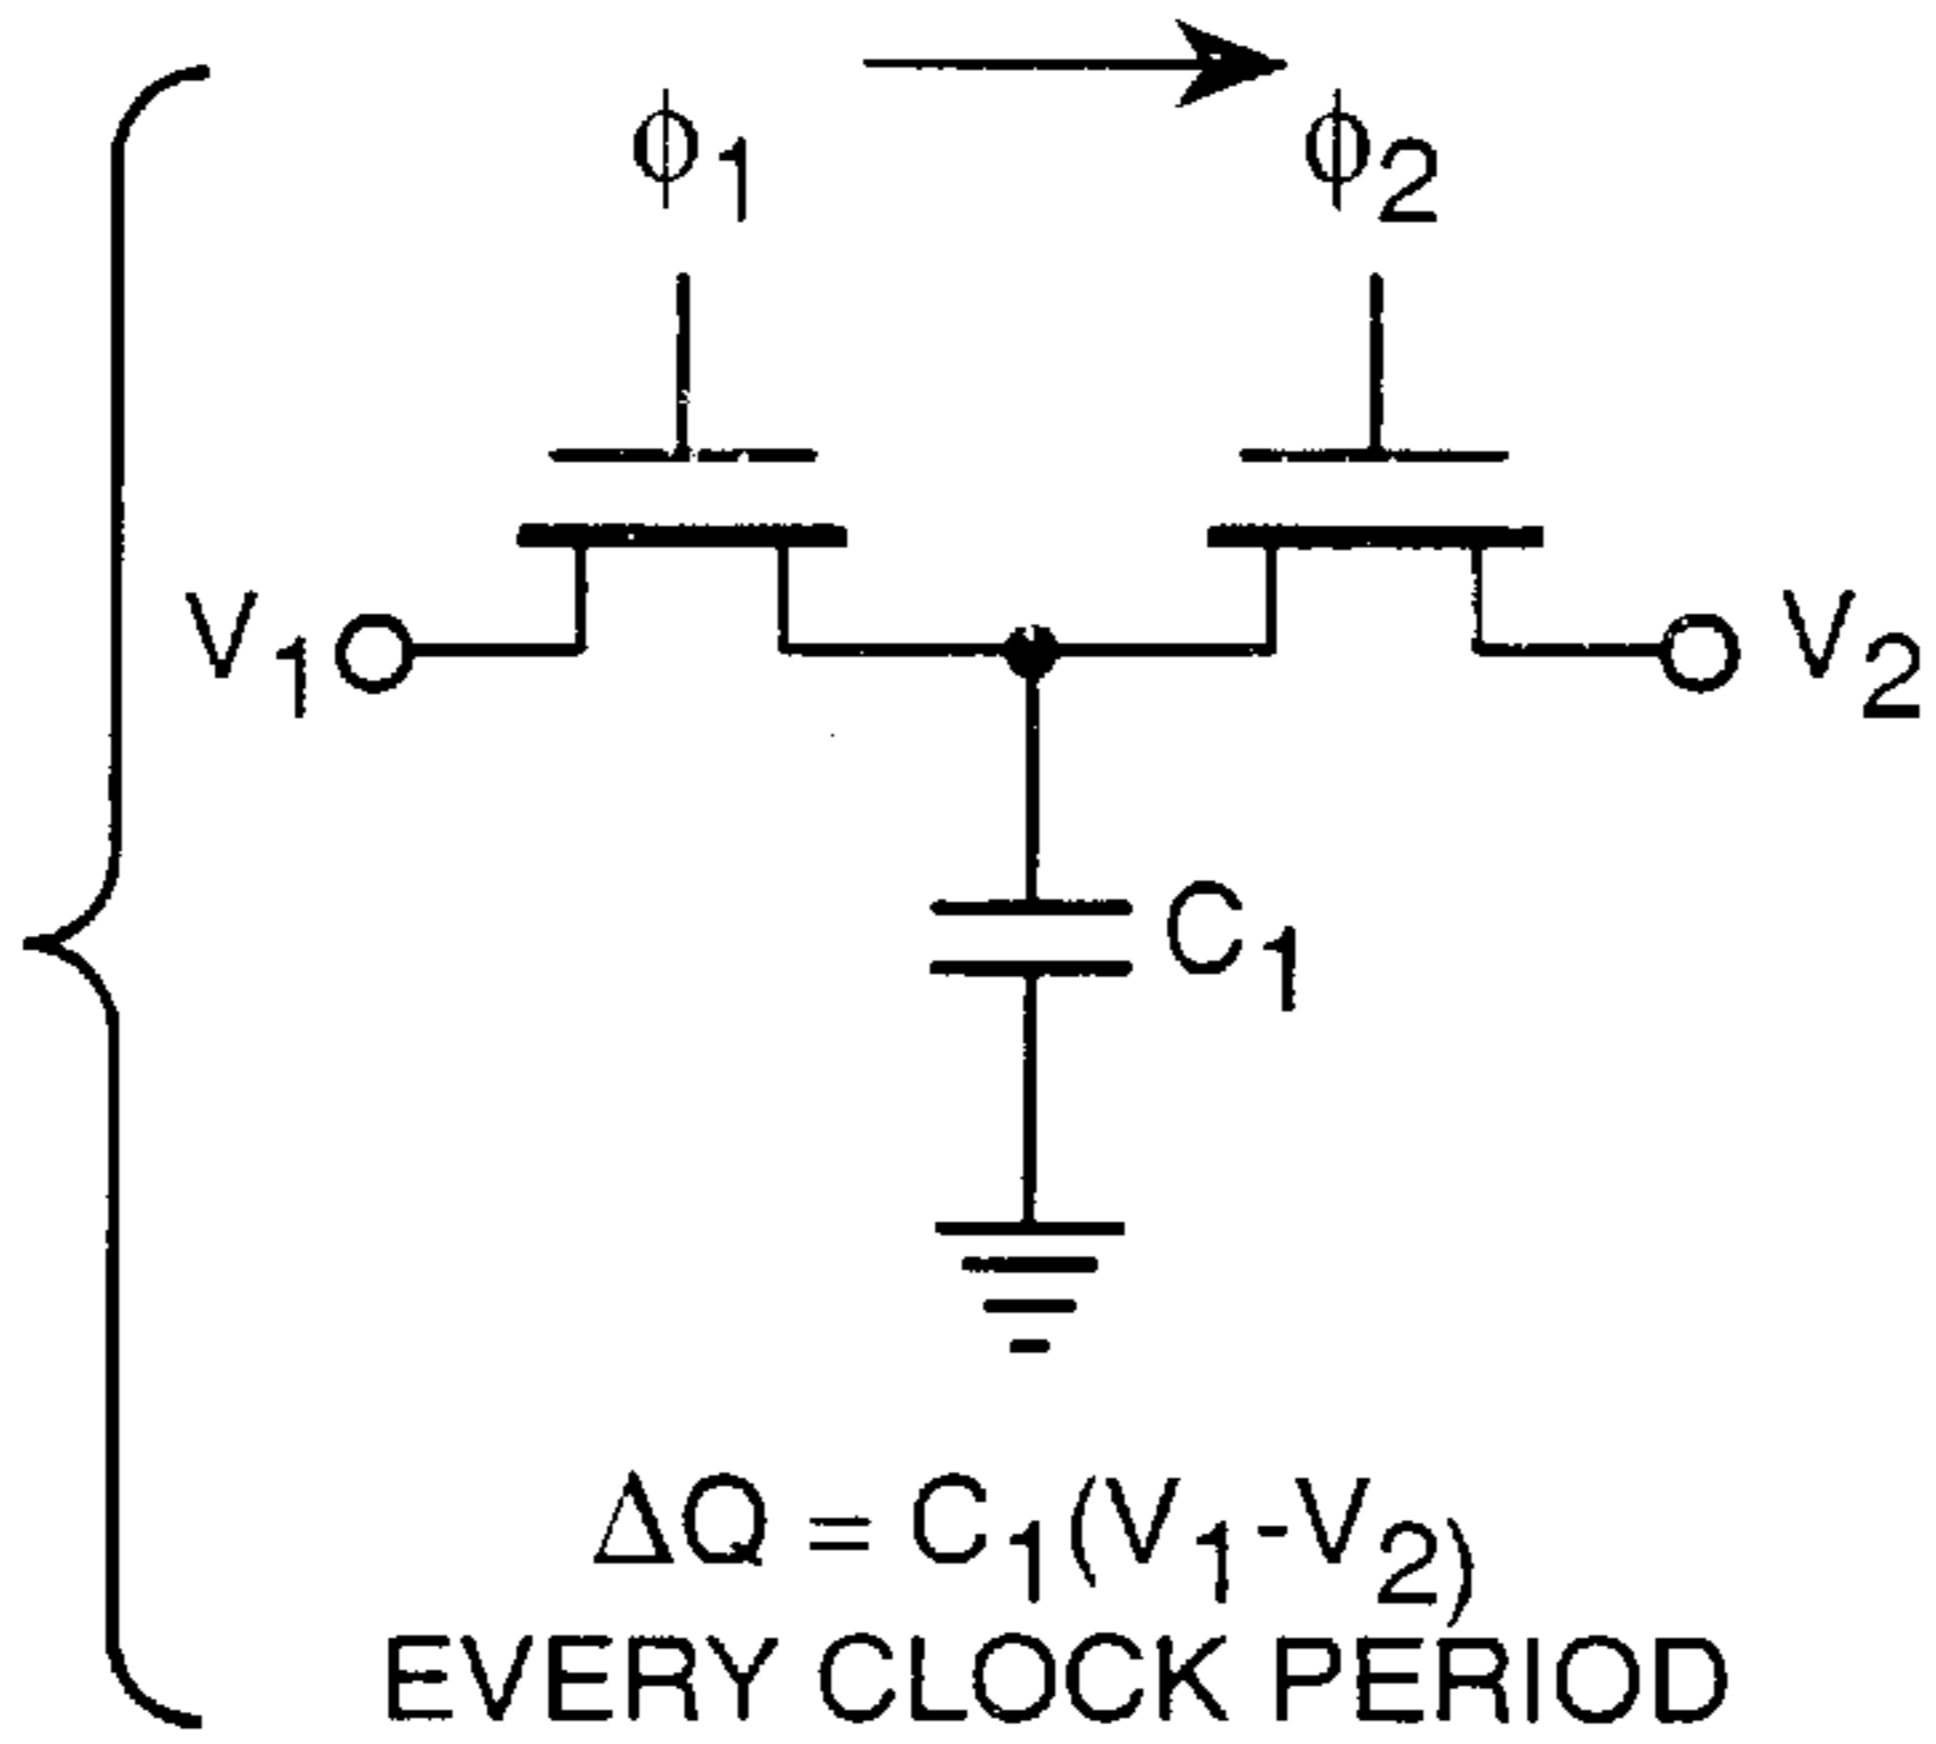 ϕ1 ϕ2
V1 V2
C1
ΔQ = C1(V1-V2)
EVERY CLOCK PERIOD